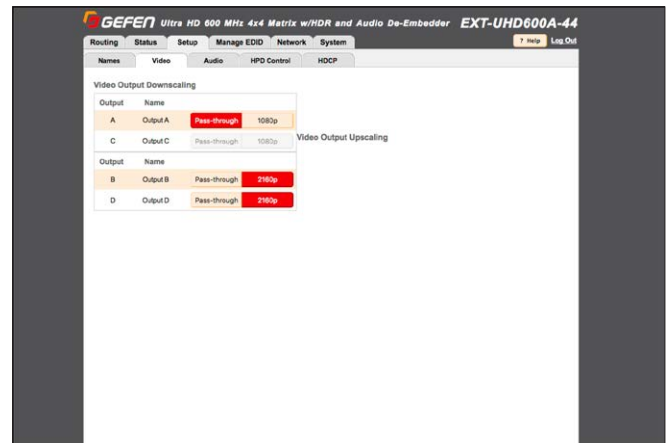 GEFEN Ultra HD 600 MHz 4x4 Matrix w/HDR and Audio De-Embedder EXT-UHD600A-44
Routing Status Setup Manage EDID Network System ? Help Log Out
Names Video Audio HPD Control HDCP
Video Output Downscaling
Output Name
A Output A Pass-through 1080p
C Output C Pass-through 1080p
Video Output Upscaling
Output Name
B Output B Pass-through 2160p
D Output D Pass-through 2160p